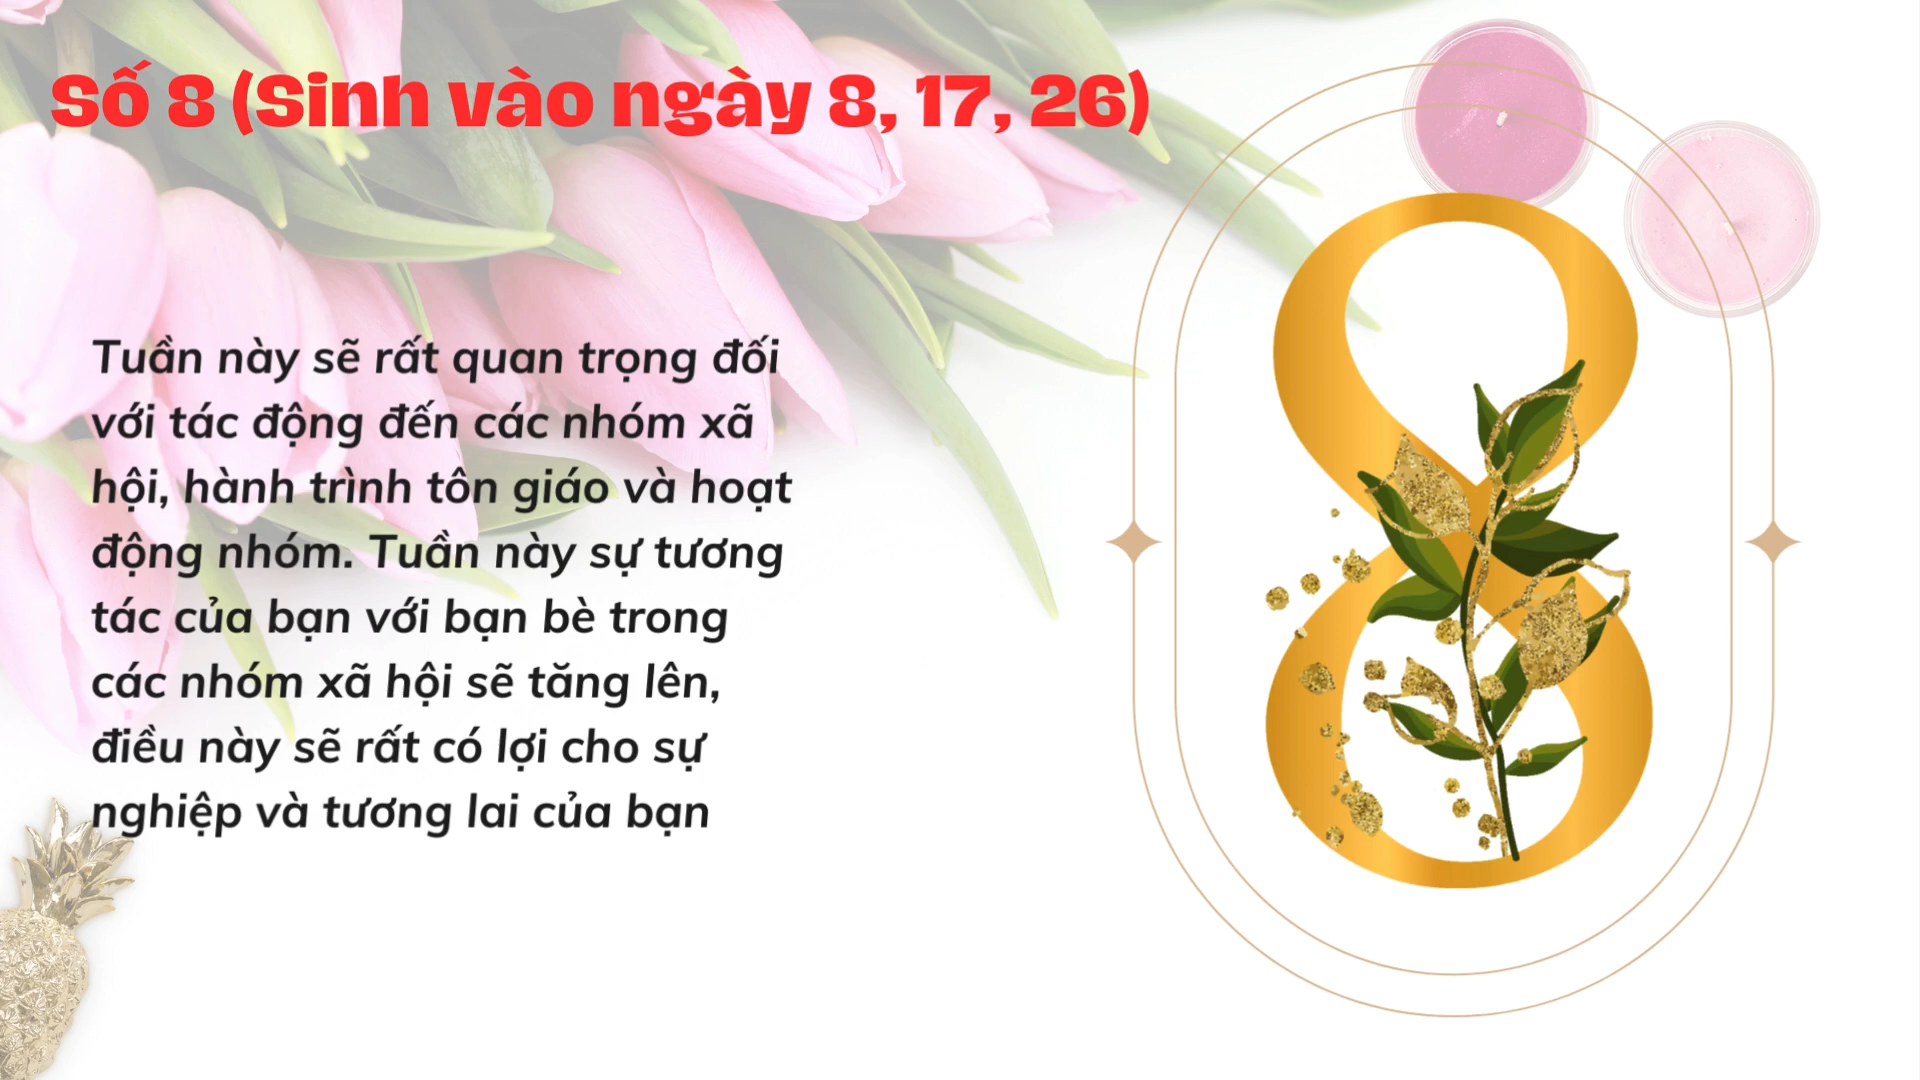 Số 8 (Sinh vào ngày 8, 17, 26)
Tuần này sẽ rất quan trọng đối
với tác động đến các nhóm xã
hội, hành trình tôn giáo và hoạt
động nhóm. Tuần này sự tương
tác của bạn với bạn bè trong
các nhóm xã hội sẽ tăng lên,
điều này sẽ rất có lợi cho sự
nghiệp và tương lai của bạn
8